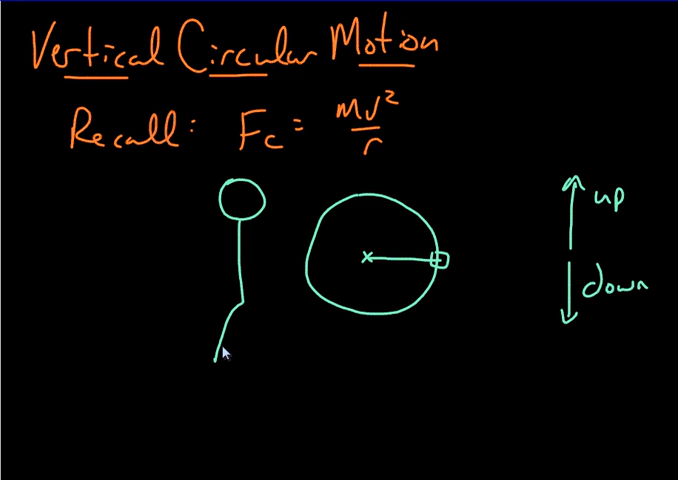 Vertical Circular Motion
Recall: Fc = mv²/r
up
down